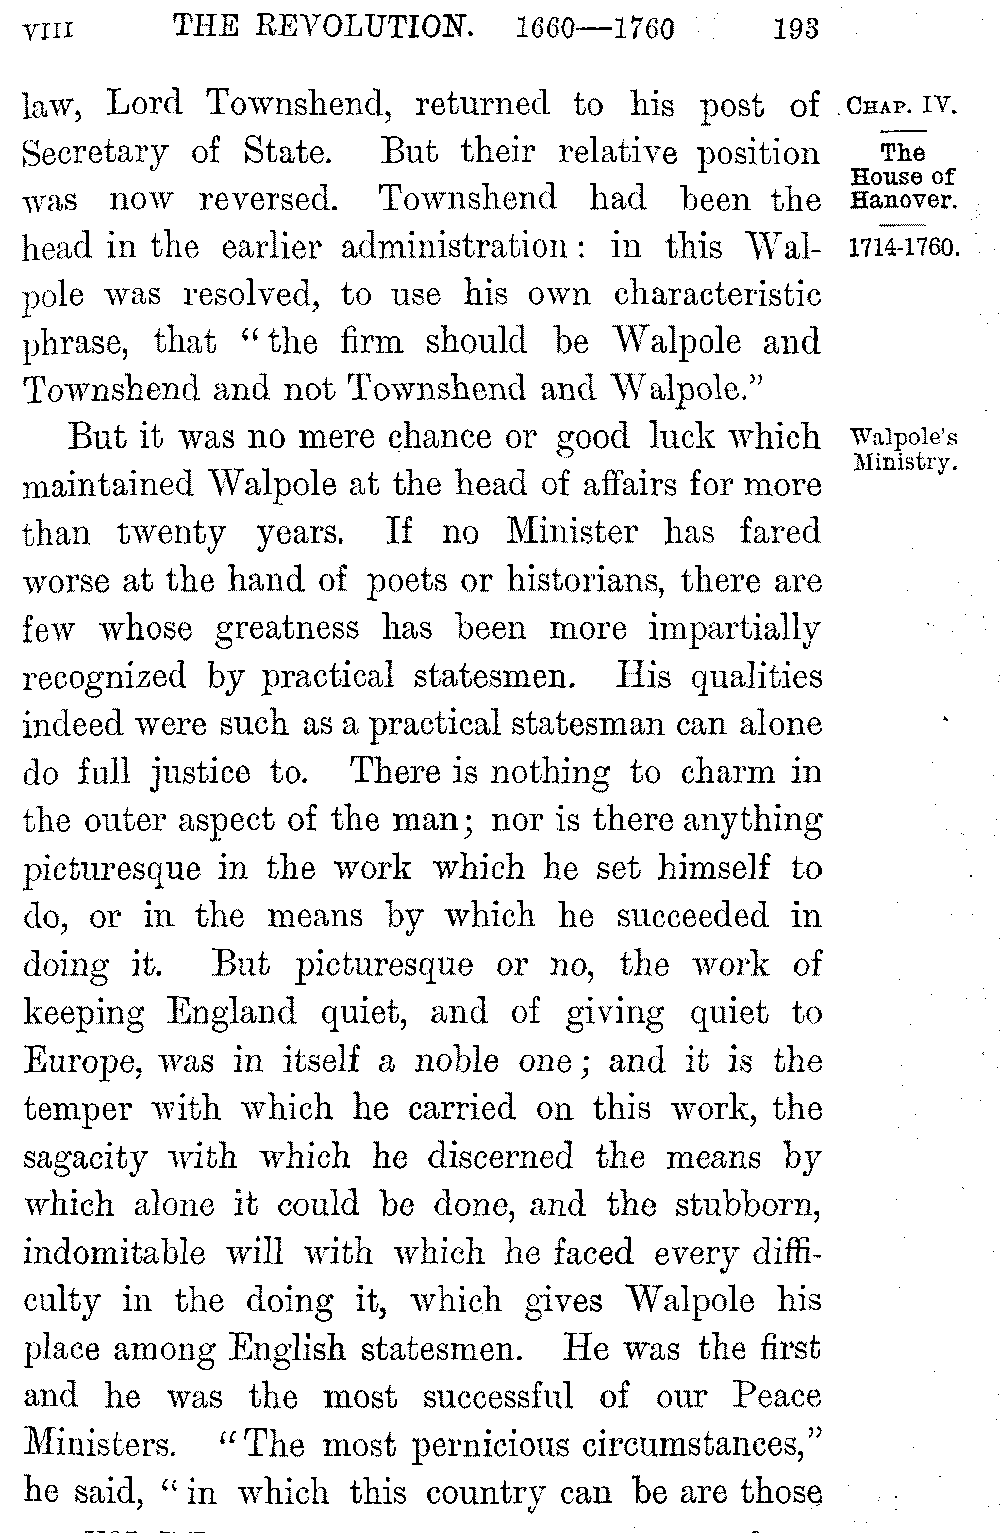 VIII THE REVOLUTION. 1660—1760 193
law, Lord Townshend, returned to his post of
Secretary of State. But their relative position
was now reversed. Townshend had been the
head in the earlier administration: in this Wal-
pole was resolved, to use his own characteristic
phrase, that “the firm should be Walpole and
Townshend and not Townshend and Walpole.”
But it was no mere chance or good luck which
maintained Walpole at the head of affairs for more
than twenty years. If no Minister has fared
worse at the hand of poets or historians, there are
few whose greatness has been more impartially
recognized by practical statesmen. His qualities
indeed were such as a practical statesman can alone
do full justice to. There is nothing to charm in
the outer aspect of the man; nor is there anything
picturesque in the work which he set himself to
do, or in the means by which he succeeded in
doing it. But picturesque or no, the work of
keeping England quiet, and of giving quiet to
Europe, was in itself a noble one; and it is the
temper with which he carried on this work, the
sagacity with which he discerned the means by
which alone it could be done, and the stubborn,
indomitable will with which he faced every diffi-
culty in the doing it, which gives Walpole his
place among English statesmen. He was the first
and he was the most successful of our Peace
Ministers. “The most pernicious circumstances,”
he said, “in which this country can be are those
CHAP. IV.
The
House of
Hanover.
1714-1760.
Walpole's
Ministry.